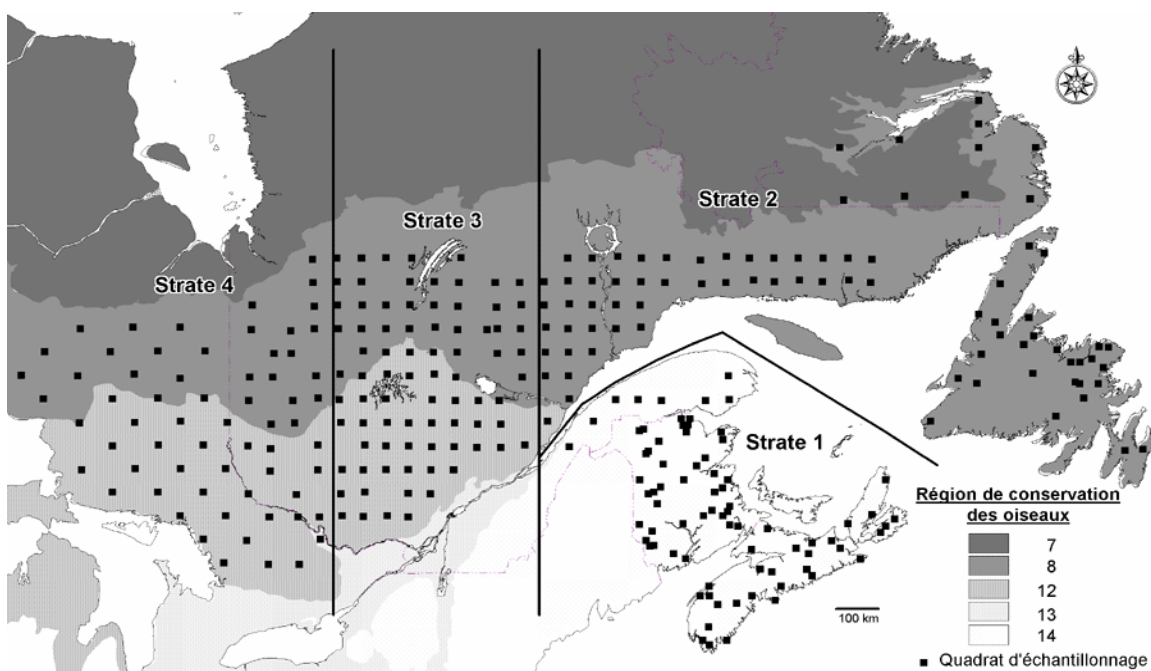 Strate 2
Strate 3
Strate 4
Strate 1
Région de conservation
des oiseaux
7
8
12
13
14
100 km
Quadrat d'échantillonnage